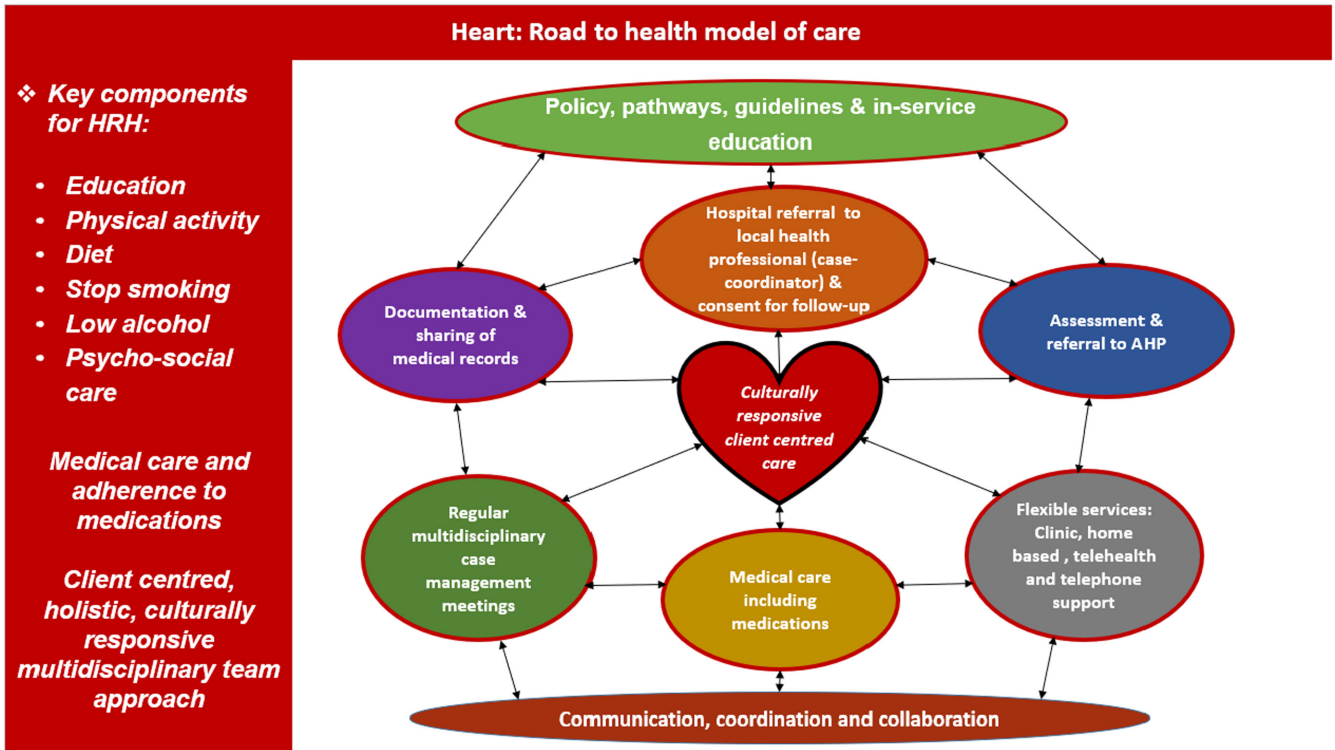 Heart: Road to health model of care
❖ Key components
for HRH:
• Education
• Physical activity
• Diet
• Stop smoking
• Low alcohol
• Psycho-social
care
Medical care and
adherence to
medications
Client centred,
holistic, culturally
responsive
multidisciplinary team
approach
Policy, pathways, guidelines & in-service
education
Hospital referral to
local health
professional (case-
coordinator) &
consent for follow-up
Documentation &
sharing of
medical records
Assessment &
referral to AHP
Culturally
responsive
client centred
care
Regular
multidisciplinary
case
management
meetings
Medical care
including
medications
Flexible services:
Clinic, home
based , telehealth
and telephone
support
Communication, coordination and collaboration